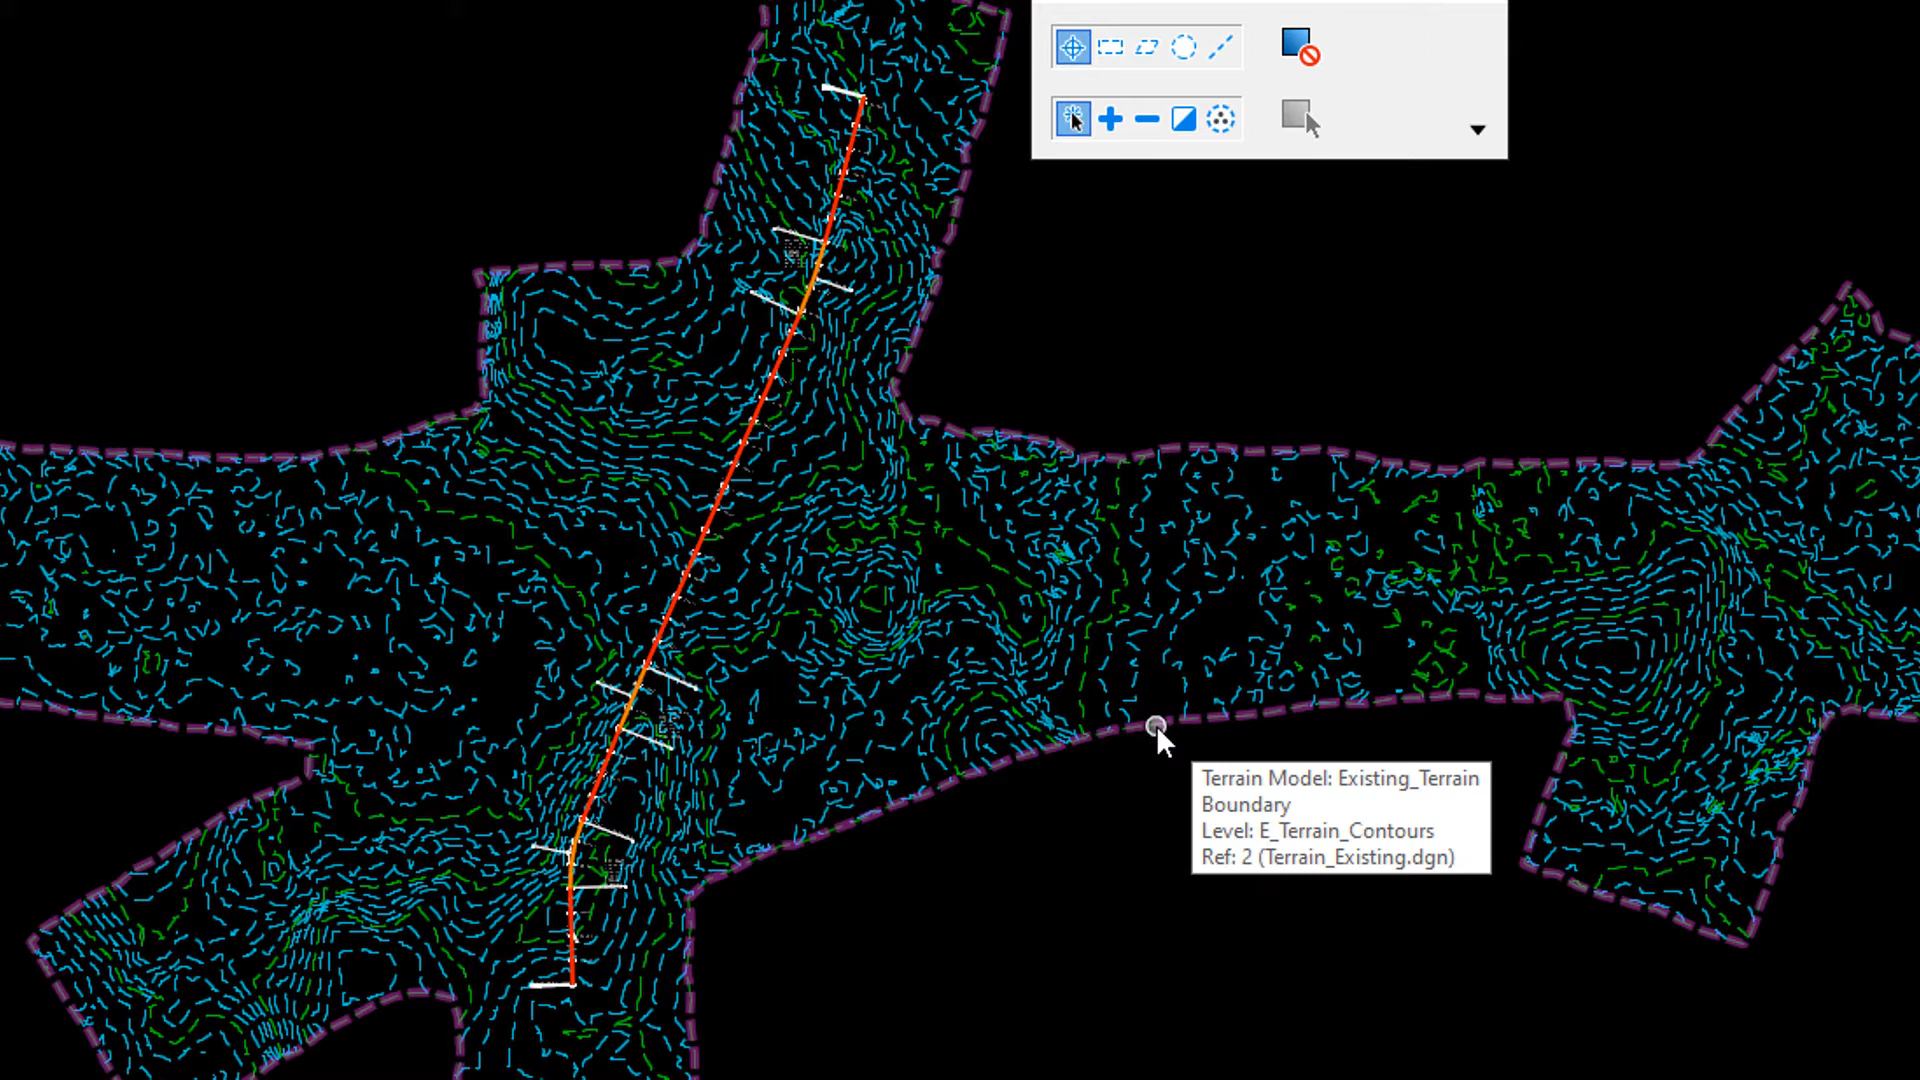 Terrain Model: Existing_Terrain
Boundary
Level: E_Terrain_Contours
Ref: 2 (Terrain_Existing.dgn)